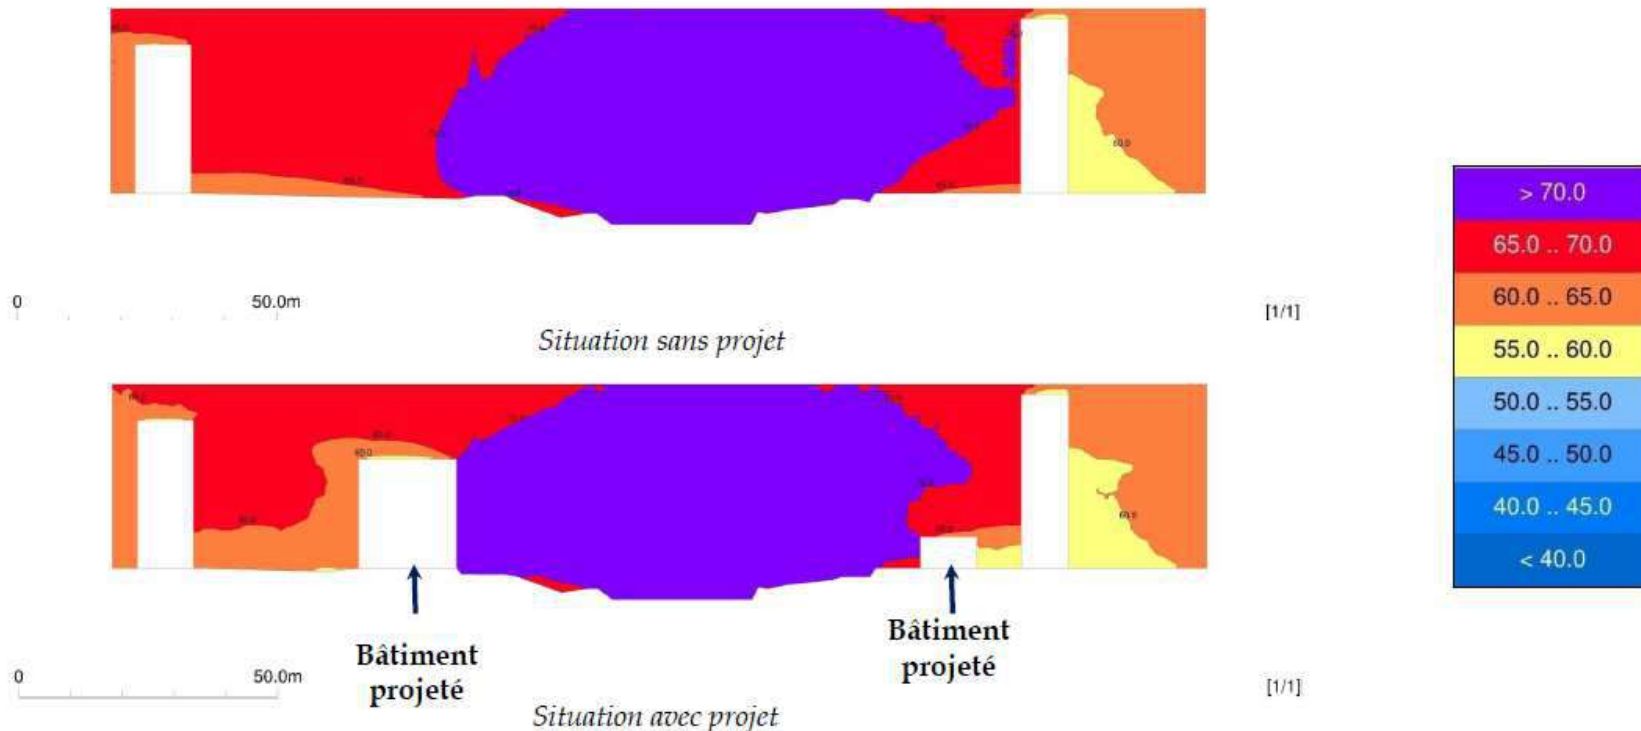 0
50.0m
[1/1]
Situation sans projet
> 70.0
65.0 .. 70.0
60.0 .. 65.0
55.0 .. 60.0
50.0 .. 55.0
45.0 .. 50.0
40.0 .. 45.0
< 40.0
60.0
Bâtiment
projeté
Bâtiment
projeté
0
50.0m
[1/1]
Situation avec projet